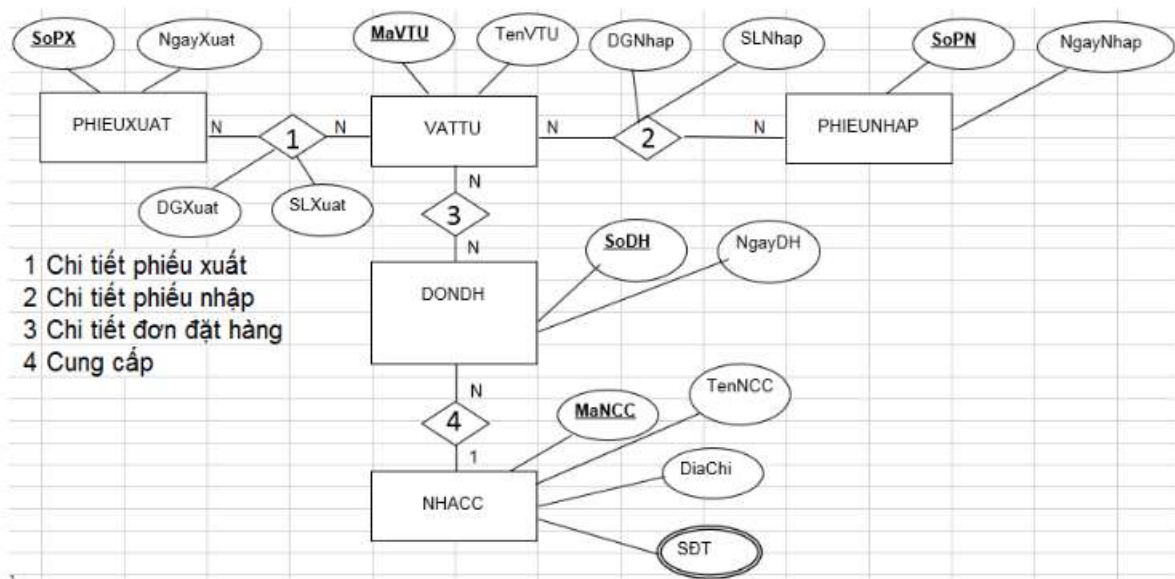 SoPX
NgayXuat
MaVTU
TenVTU
DGNhap
SLNhap
SoPN
NgayNhap
PHIEUXUAT
N
1
N
VATTU
N
2
N
PHIEUNHAP
DGXuat
SLXuat
N
3
N
SoDH
NgayDH
DONDH
1 Chi tiết phiếu xuất
2 Chi tiết phiếu nhập
3 Chi tiết đơn đặt hàng
4 Cung cấp
N
4
1
MaNCC
TenNCC
NHACC
DiaChi
SĐT